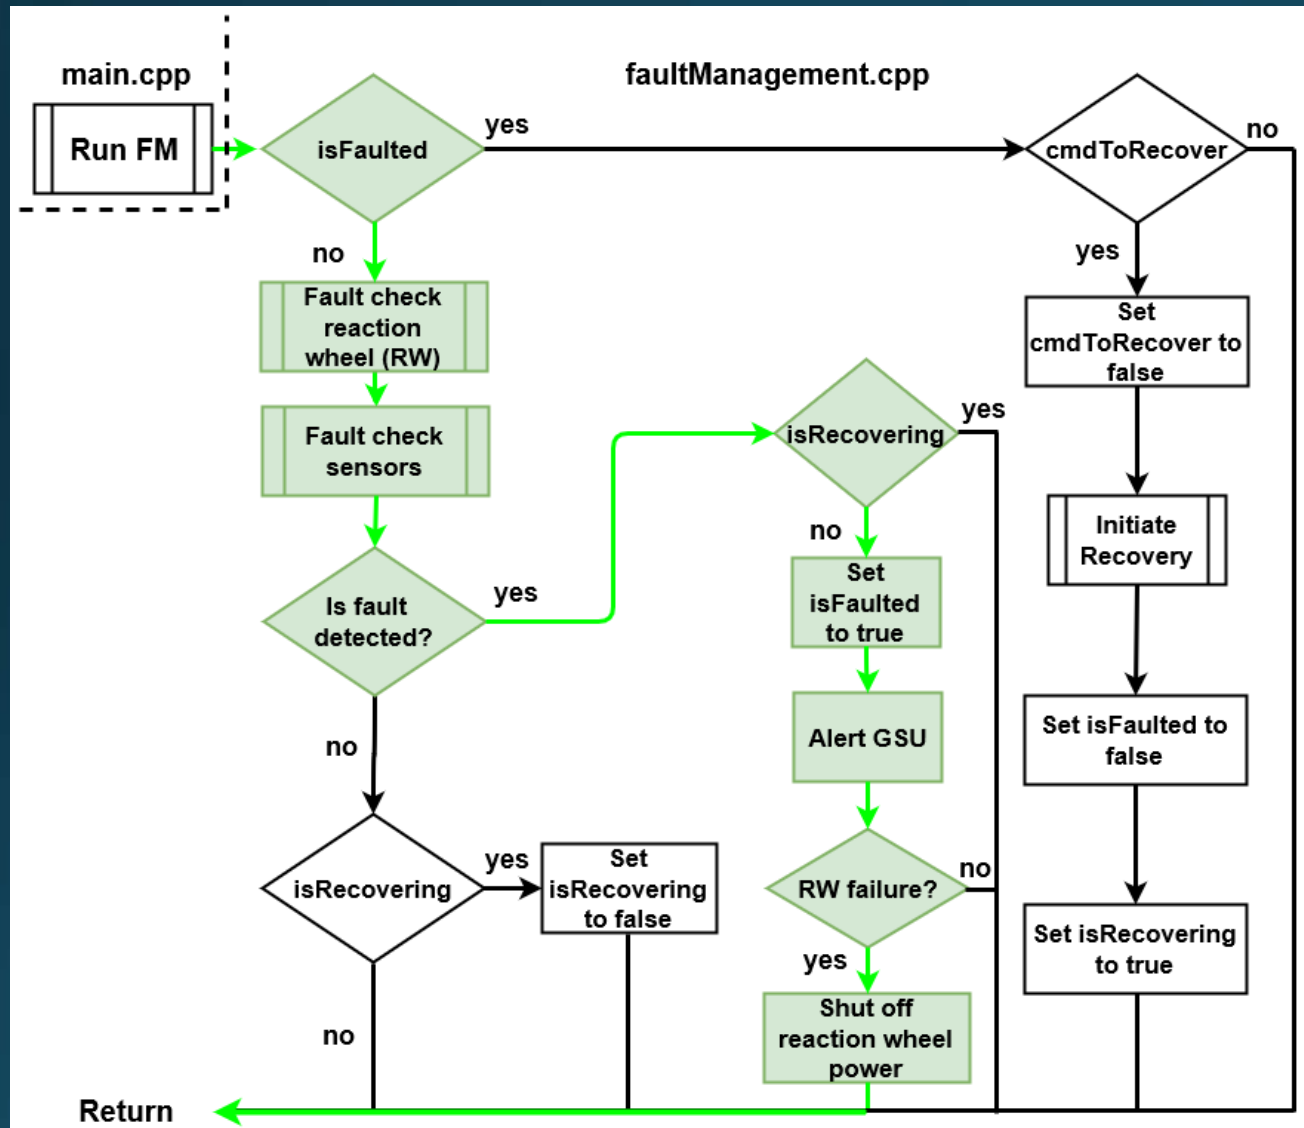 main.cpp
faultManagement.cpp
Run FM
isFaulted
yes
cmdToRecover
no
no
yes
Fault check
reaction
wheel (RW)
Set
cmdToRecover to
false
Fault check
sensors
isRecovering
yes
no
Initiate
Recovery
Set
isFaulted
to true
Is fault
detected?
yes
Alert GSU
Set isFaulted to
false
no
isRecovering
yes
Set
isRecovering
to false
RW failure?
no
yes
Set isRecovering
to true
no
Shut off
reaction wheel
power
Return